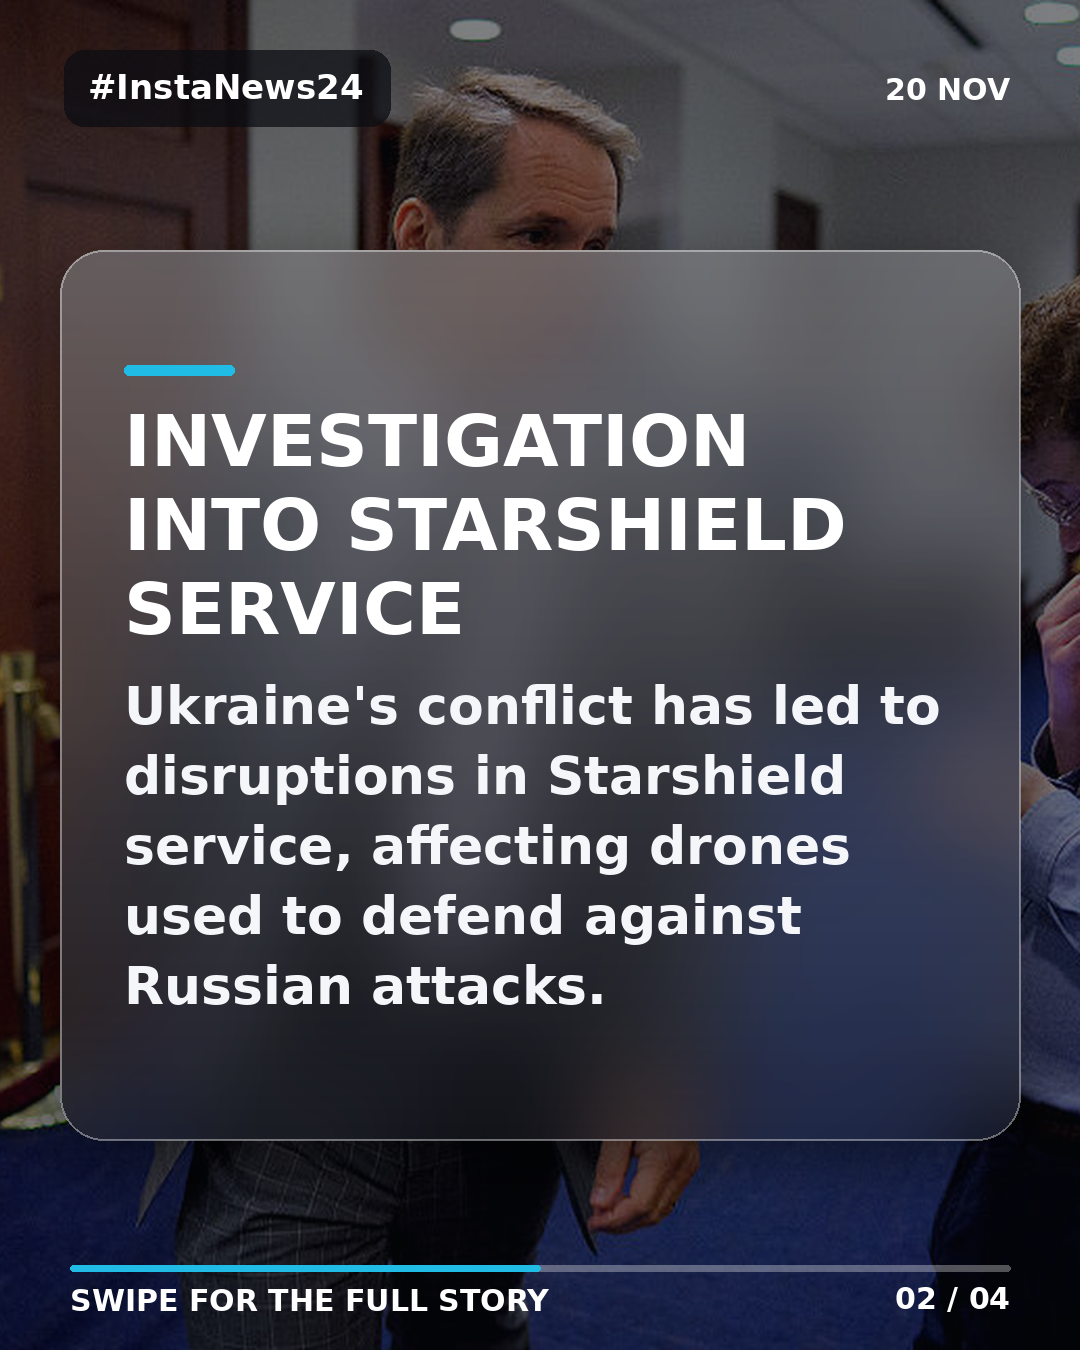 #InstaNews24
20 NOV
INVESTIGATION
INTO STARSHIELD
SERVICE
Ukraine's conflict has led to
disruptions in Starshield
service, affecting drones
used to defend against
Russian attacks.
SWIPE FOR THE FULL STORY
02 / 04